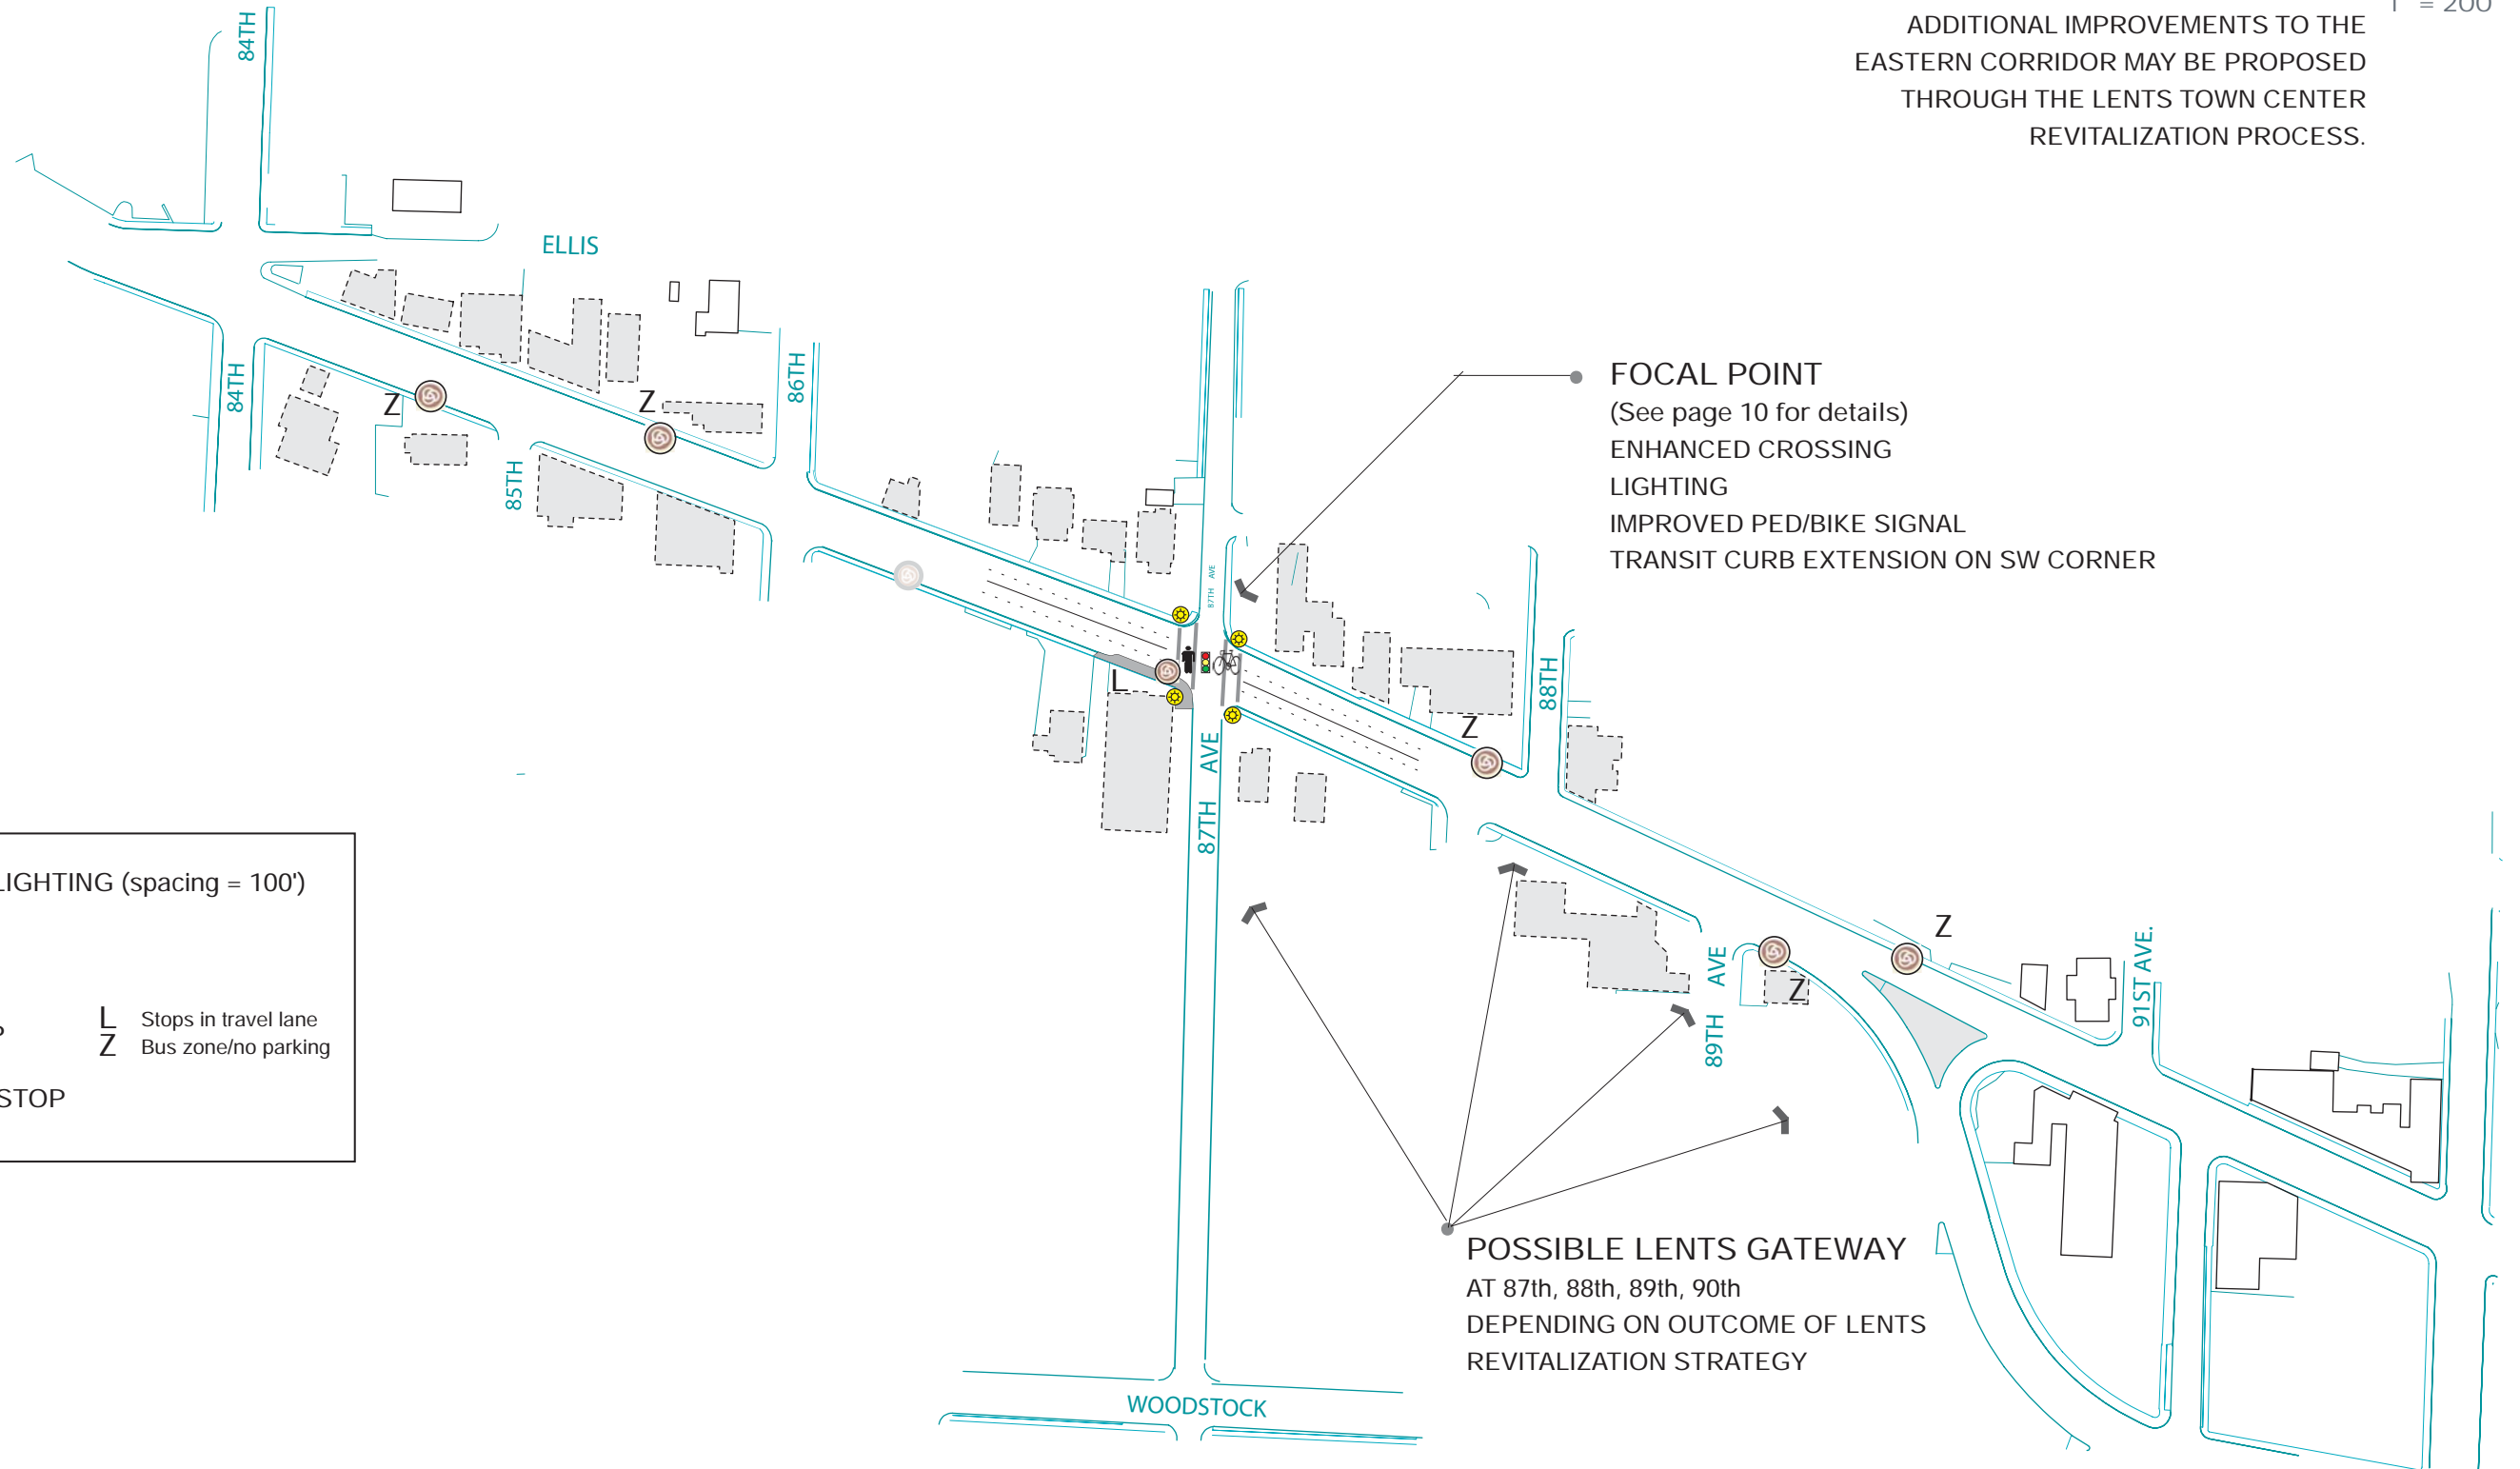 = 200
ADDITIONAL IMPROVEMENTS TO THE
EASTERN CORRIDOR MAY BE PROPOSED
THROUGH THE LENTS TOWN CENTER
REVITALIZATION PROCESS.
84TH
ELLIS
84TH
86TH
85TH
Z
Z
FOCAL POINT
(See page 10 for details)
ENHANCED CROSSING
LIGHTING
IMPROVED PED/BIKE SIGNAL
TRANSIT CURB EXTENSION ON SW CORNER
87TH AVE
L
88TH
Z
87TH AVE
LIGHTING (spacing = 100')
L Stops in travel lane
Z Bus zone/no parking
STOP
Z
Z
89TH AVE
91ST AVE.
POSSIBLE LENTS GATEWAY
AT 87th, 88th, 89th, 90th
DEPENDING ON OUTCOME OF LENTS
REVITALIZATION STRATEGY
WOODSTOCK